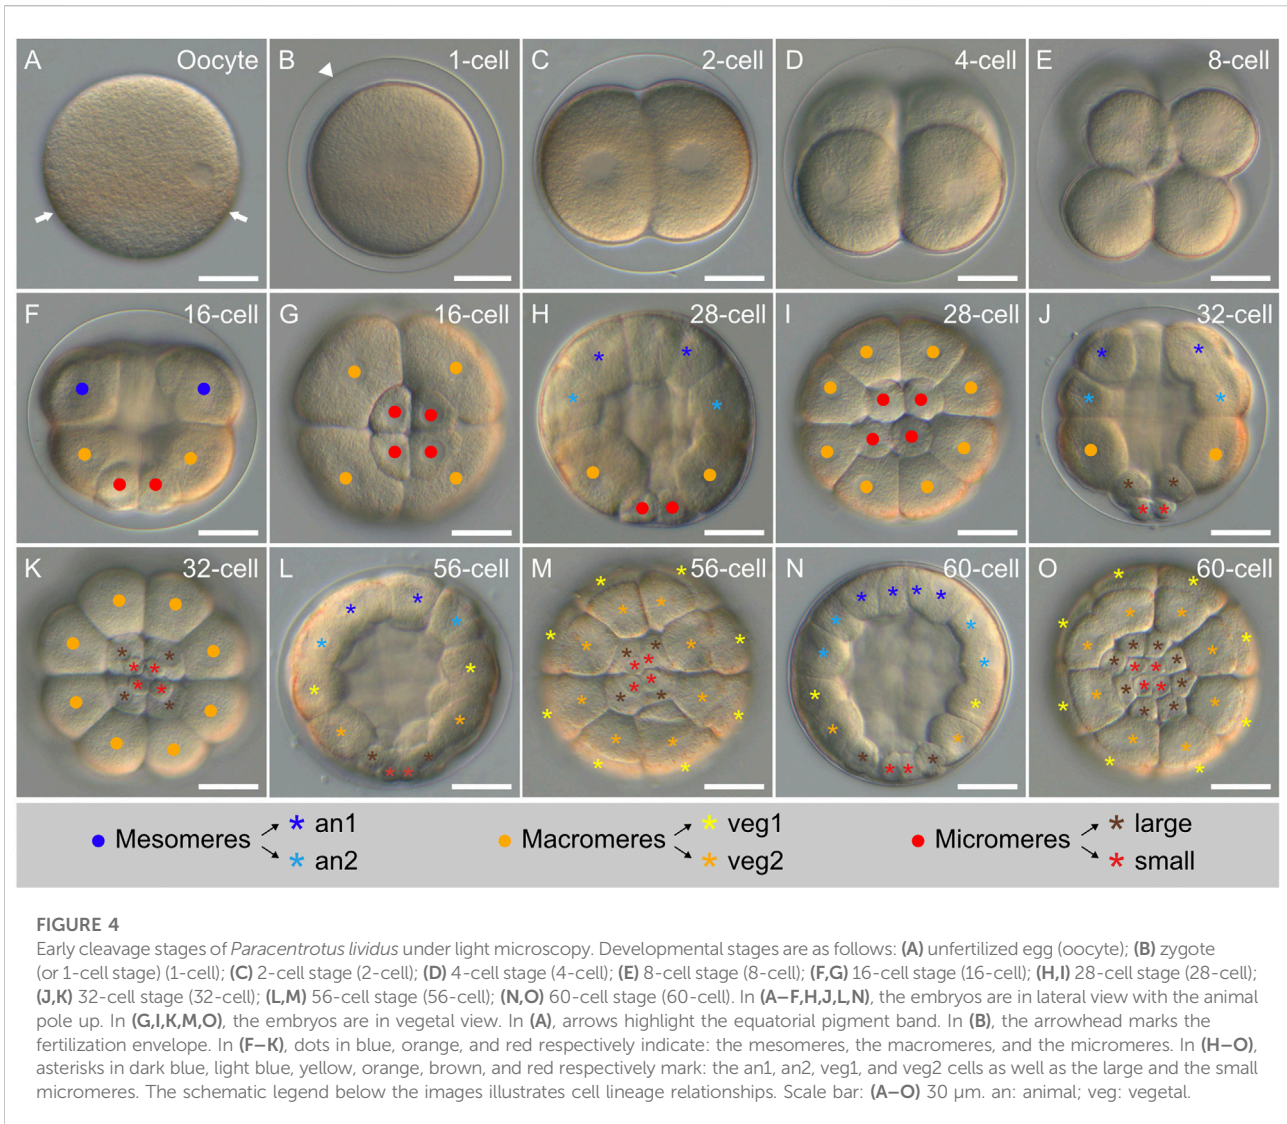 A Oocyte
B 1-cell
C 2-cell
D 4-cell
E 8-cell
F 16-cell
G 16-cell
H 28-cell
I 28-cell
J 32-cell
K 32-cell
L 56-cell
M 56-cell
N 60-cell
O 60-cell
Mesomeres
* an1
* an2
Macromeres
* veg1
* veg2
Micromeres
* large
* small
FIGURE 4
Early cleavage stages of Paracentrotus lividus under light microscopy. Developmental stages are as follows: (A) unfertilized egg (oocyte); (B) zygote
(or 1-cell stage) (1-cell); (C) 2-cell stage (2-cell); (D) 4-cell stage (4-cell); (E) 8-cell stage (8-cell); (F,G) 16-cell stage (16-cell); (H,I) 28-cell stage (28-cell);
(J,K) 32-cell stage (32-cell); (L,M) 56-cell stage (56-cell); (N,O) 60-cell stage (60-cell). In (A–F,H,J,L,N), the embryos are in lateral view with the animal
pole up. In (G,I,K,M,O), the embryos are in vegetal view. In (A), arrows highlight the equatorial pigment band. In (B), the arrowhead marks the
fertilization envelope. In (F–K), dots in blue, orange, and red respectively indicate: the mesomeres, the macromeres, and the micromeres. In (H–O),
asterisks in dark blue, light blue, yellow, orange, brown, and red respectively mark: the an1, an2, veg1, and veg2 cells as well as the large and the small
micromeres. The schematic legend below the images illustrates cell lineage relationships. Scale bar: (A–O) 30 µm. an: animal; veg: vegetal.